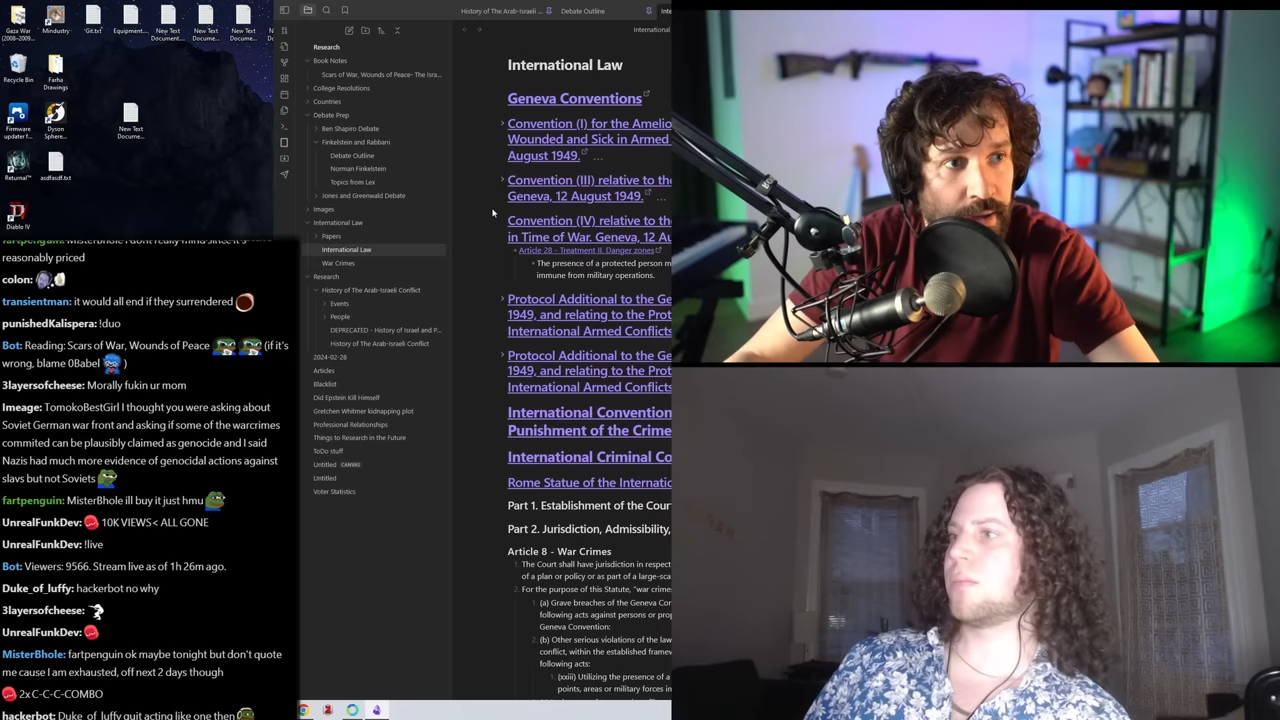 Gaza War
(2008–2009...
Mindustry
'Git.txt'
Equipment...
New Text
Document...
New Text
Docume...
New Text
Docume...
New Text
Docume...
Recycle Bin
Farha
Drawings
Firmware
updater f...
Dyson
Sphere...
New Text
Docume...
Returnal™
asdfasdf.txt
Diablo IV
reasonably priced
colon:
transientman: it would all end if they surrendered
punishedKalispera: !duo
Bot: Reading: Scars of War, Wounds of Peace (if it's
wrong, blame 0Babel )
3layersofcheese: Morally fukin ur mom
Imeage: TomokoBestGirl I thought you were asking about
Soviet German war front and asking if some of the warcrimes
commited can be plausibly claimed as genocide and I said
Nazis had much more evidence of genocidal actions against
slavs but not Soviets
fartpenguin: MisterBhole ill buy it just hmu
UnrealFunkDev: 10K VIEWS < ALL GONE
UnrealFunkDev: !live
Bot: Viewers: 9566. Stream live as of 1h 26m ago.
Duke_of_luffy: hackerbot no why
3layersofcheese:
UnrealFunkDev:
MisterBhole: fartpenguin ok maybe tonight but don't quote
me cause I am exhausted, off next 2 days though
2x C-C-C-COMBO
hackerbot: Duke_of_luffy quit acting like one then
Research
Book Notes
Scars of War, Wounds of Peace- The Isra...
College Resolutions
Countries
Debate Prep
Ben Shapiro Debate
Finkelstein and Rabbani
Debate Outline
Norman Finkelstein
Topics from Lex
Jones and Greenwald Debate
Images
International Law
Papers
International Law
War Crimes
Research
History of The Arab-Israeli Conflict
Events
People
DEPRECATED - History of Israel and P...
History of The Arab-Israeli Conflict
2024-02-28
Articles
Blacklist
Did Epstein Kill Himself
Gretchen Whitmer kidnapping plot
Professional Relationships
Things to Research in the Future
ToDo stuff
Untitled CANVAS
Untitled
Voter Statistics
History of The Arab-Israeli ...
Debate Outline
Inte
International
International Law
Geneva Conventions
Convention (I) for the Amelio
Wounded and Sick in Armed
August 1949. ...
Convention (III) relative to the
Geneva, 12 August 1949. ...
Convention (IV) relative to the
in Time of War. Geneva, 12 Au
Article 28 - Treatment II. Danger zones
The presence of a protected person m
immune from military operations.
Protocol Additional to the Ge
1949, and relating to the Prot
International Armed Conflicts
Protocol Additional to the Ge
1949, and relating to the Prot
International Armed Conflicts
International Convention
Punishment of the Crime
International Criminal Co
Rome Statue of the Internatio
Part 1. Establishment of the Cour
Part 2. Jurisdiction, Admissibility,
Article 8 - War Crimes
1. The Court shall have jurisdiction in respect
of a plan or policy or as part of a large-sca
2. For the purpose of this Statute, "war crime
1. (a) Grave breaches of the Geneva Con
following acts against persons or prop
Geneva Convention:
2. (b) Other serious violations of the law
conflict, within the established framew
following acts:
1. (xxiii) Utilizing the presence of a
points, areas or military forces in